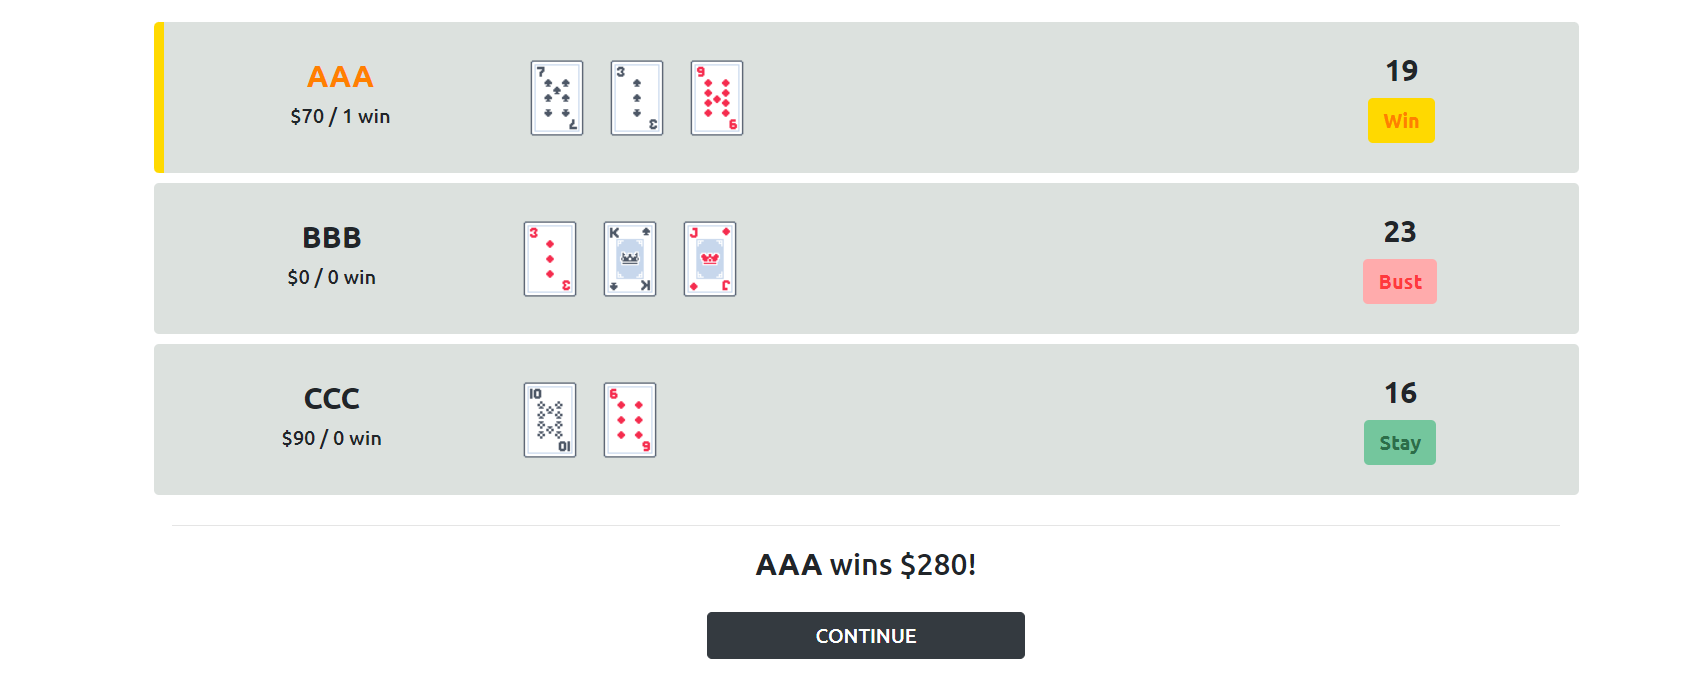 AAA
$70 / 1 win
7 7
3 3
9 9
19
Win
BBB
$0 / 0 win
3 3
K K
J J
23
Bust
CCC
$90 / 0 win
10 10
6 6
16
Stay
AAA wins $280!
CONTINUE